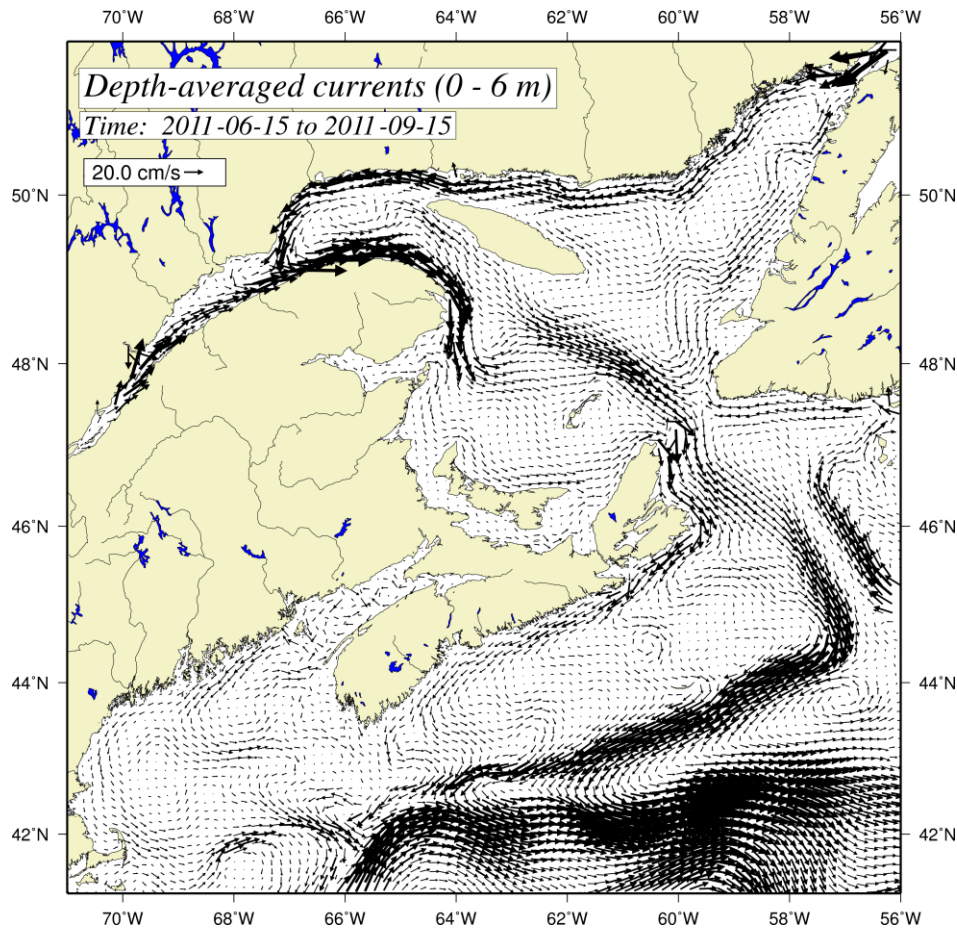 70°W 68°W 66°W 64°W 62°W 60°W 58°W 56°W
Depth-averaged currents (0 - 6 m)
Time: 2011-06-15 to 2011-09-15
20.0 cm/s
50°N 50°N
48°N 48°N
46°N 46°N
44°N 44°N
42°N 42°N
70°W 68°W 66°W 64°W 62°W 60°W 58°W 56°W